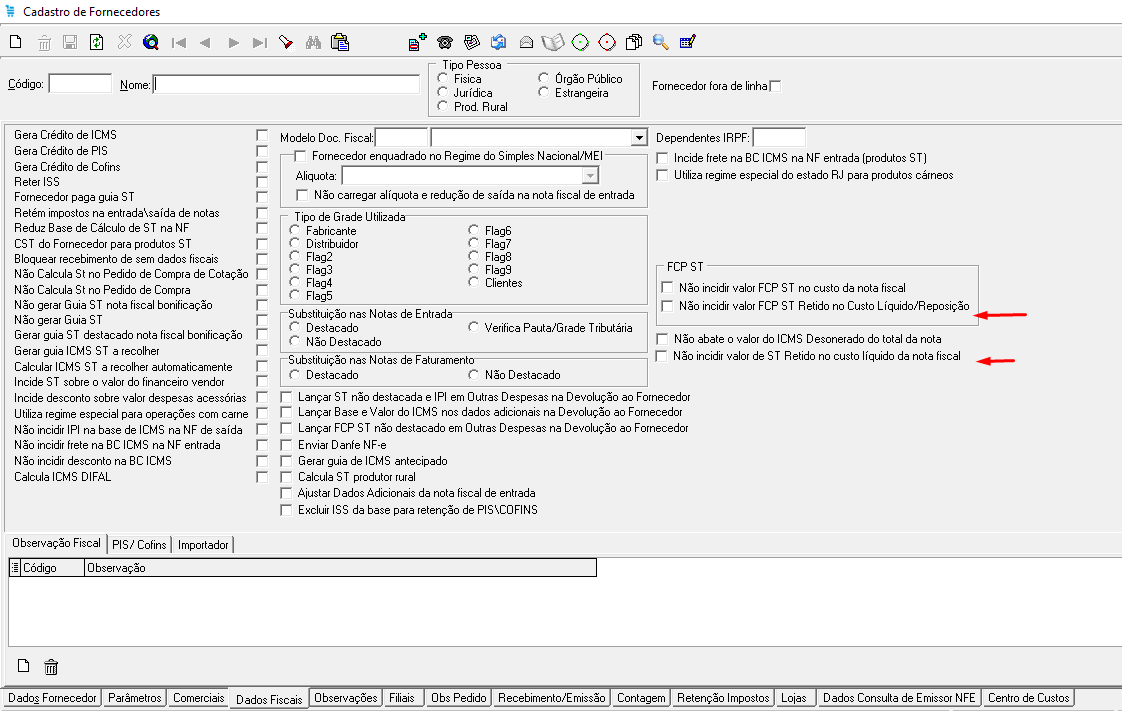 Cadastro de Fornecedores
Código:
Nome:
Tipo Pessoa
Física
Jurídica
Prod. Rural
Órgão Público
Estrangeira
Fornecedor fora de linha
Gera Crédito de ICMS
Gera Crédito de PIS
Gera Crédito de Cofins
Reter ISS
Fornecedor paga guia ST
Retém impostos na entrada\saída de notas
Reduz Base de Cálculo de ST na NF
CST do Fornecedor para produtos ST
Bloquear recebimento de sem dados fiscais
Não Calcula St no Pedido de Compra de Cotação
Não Calcula St no Pedido de Compra
Não gerar Guia ST nota fiscal bonificação
Não gerar Guia ST
Gerar guia ST destacado nota fiscal bonificação
Gerar guia ICMS ST a recolher
Calcular ICMS ST a recolher automaticamente
Incide ST sobre o valor do financeiro vendor
Incide desconto sobre valor despesas acessórias
Utiliza regime especial para operações com carne
Não incidir IPI na base de ICMS na NF de saída
Não incidir frete na BC ICMS na NF entrada
Não incidir desconto na BC ICMS
Calcula ICMS DIFAL
Modelo Doc. Fiscal:
Fornecedor enquadrado no Regime do Simples Nacional/MEI
Aliquota:
Não carregar alíquota e redução de saída na nota fiscal de entrada
Tipo de Grade Utilizada
Fabricante
Distribuidor
Flag2
Flag3
Flag4
Flag5
Flag6
Flag7
Flag8
Flag9
Clientes
Substituição nas Notas de Entrada
Destacado
Não Destacado
Verifica Pauta/Grade Tributária
Substituição nas Notas de Faturamento
Destacado
Não Destacado
Lançar ST não destacada e IPI em Outras Despesas na Devolução ao Fornecedor
Lançar Base e Valor do ICMS nos dados adicionais na Devolução ao Fornecedor
Lançar FCP ST não destacado em Outras Despesas na Devolução ao Fornecedor
Enviar Danfe NF-e
Gerar guia de ICMS antecipado
Calcula ST produtor rural
Ajustar Dados Adicionais da nota fiscal de entrada
Excluir ISS da base para retenção de PIS\COFINS
Dependentes IRPF:
Incide frete na BC ICMS na NF entrada (produtos ST)
Utiliza regime especial do estado RJ para produtos cárneos
FCP ST
Não incidir valor FCP ST no custo da nota fiscal
Não incidir valor FCP ST Retido no Custo Líquido/Reposição
Não abate o valor do ICMS Desonerado do total da nota
Não incidir valor de ST Retido no custo líquido da nota fiscal
Observação Fiscal
PIS/ Cofins
Importador
Código
Observação
Dados Fornecedor
Parâmetros
Comerciais
Dados Fiscais
Observações
Filiais
Obs Pedido
Recebimento/Emissão
Contagem
Retenção Impostos
Lojas
Dados Consulta de Emissor NFE
Centro de Custos